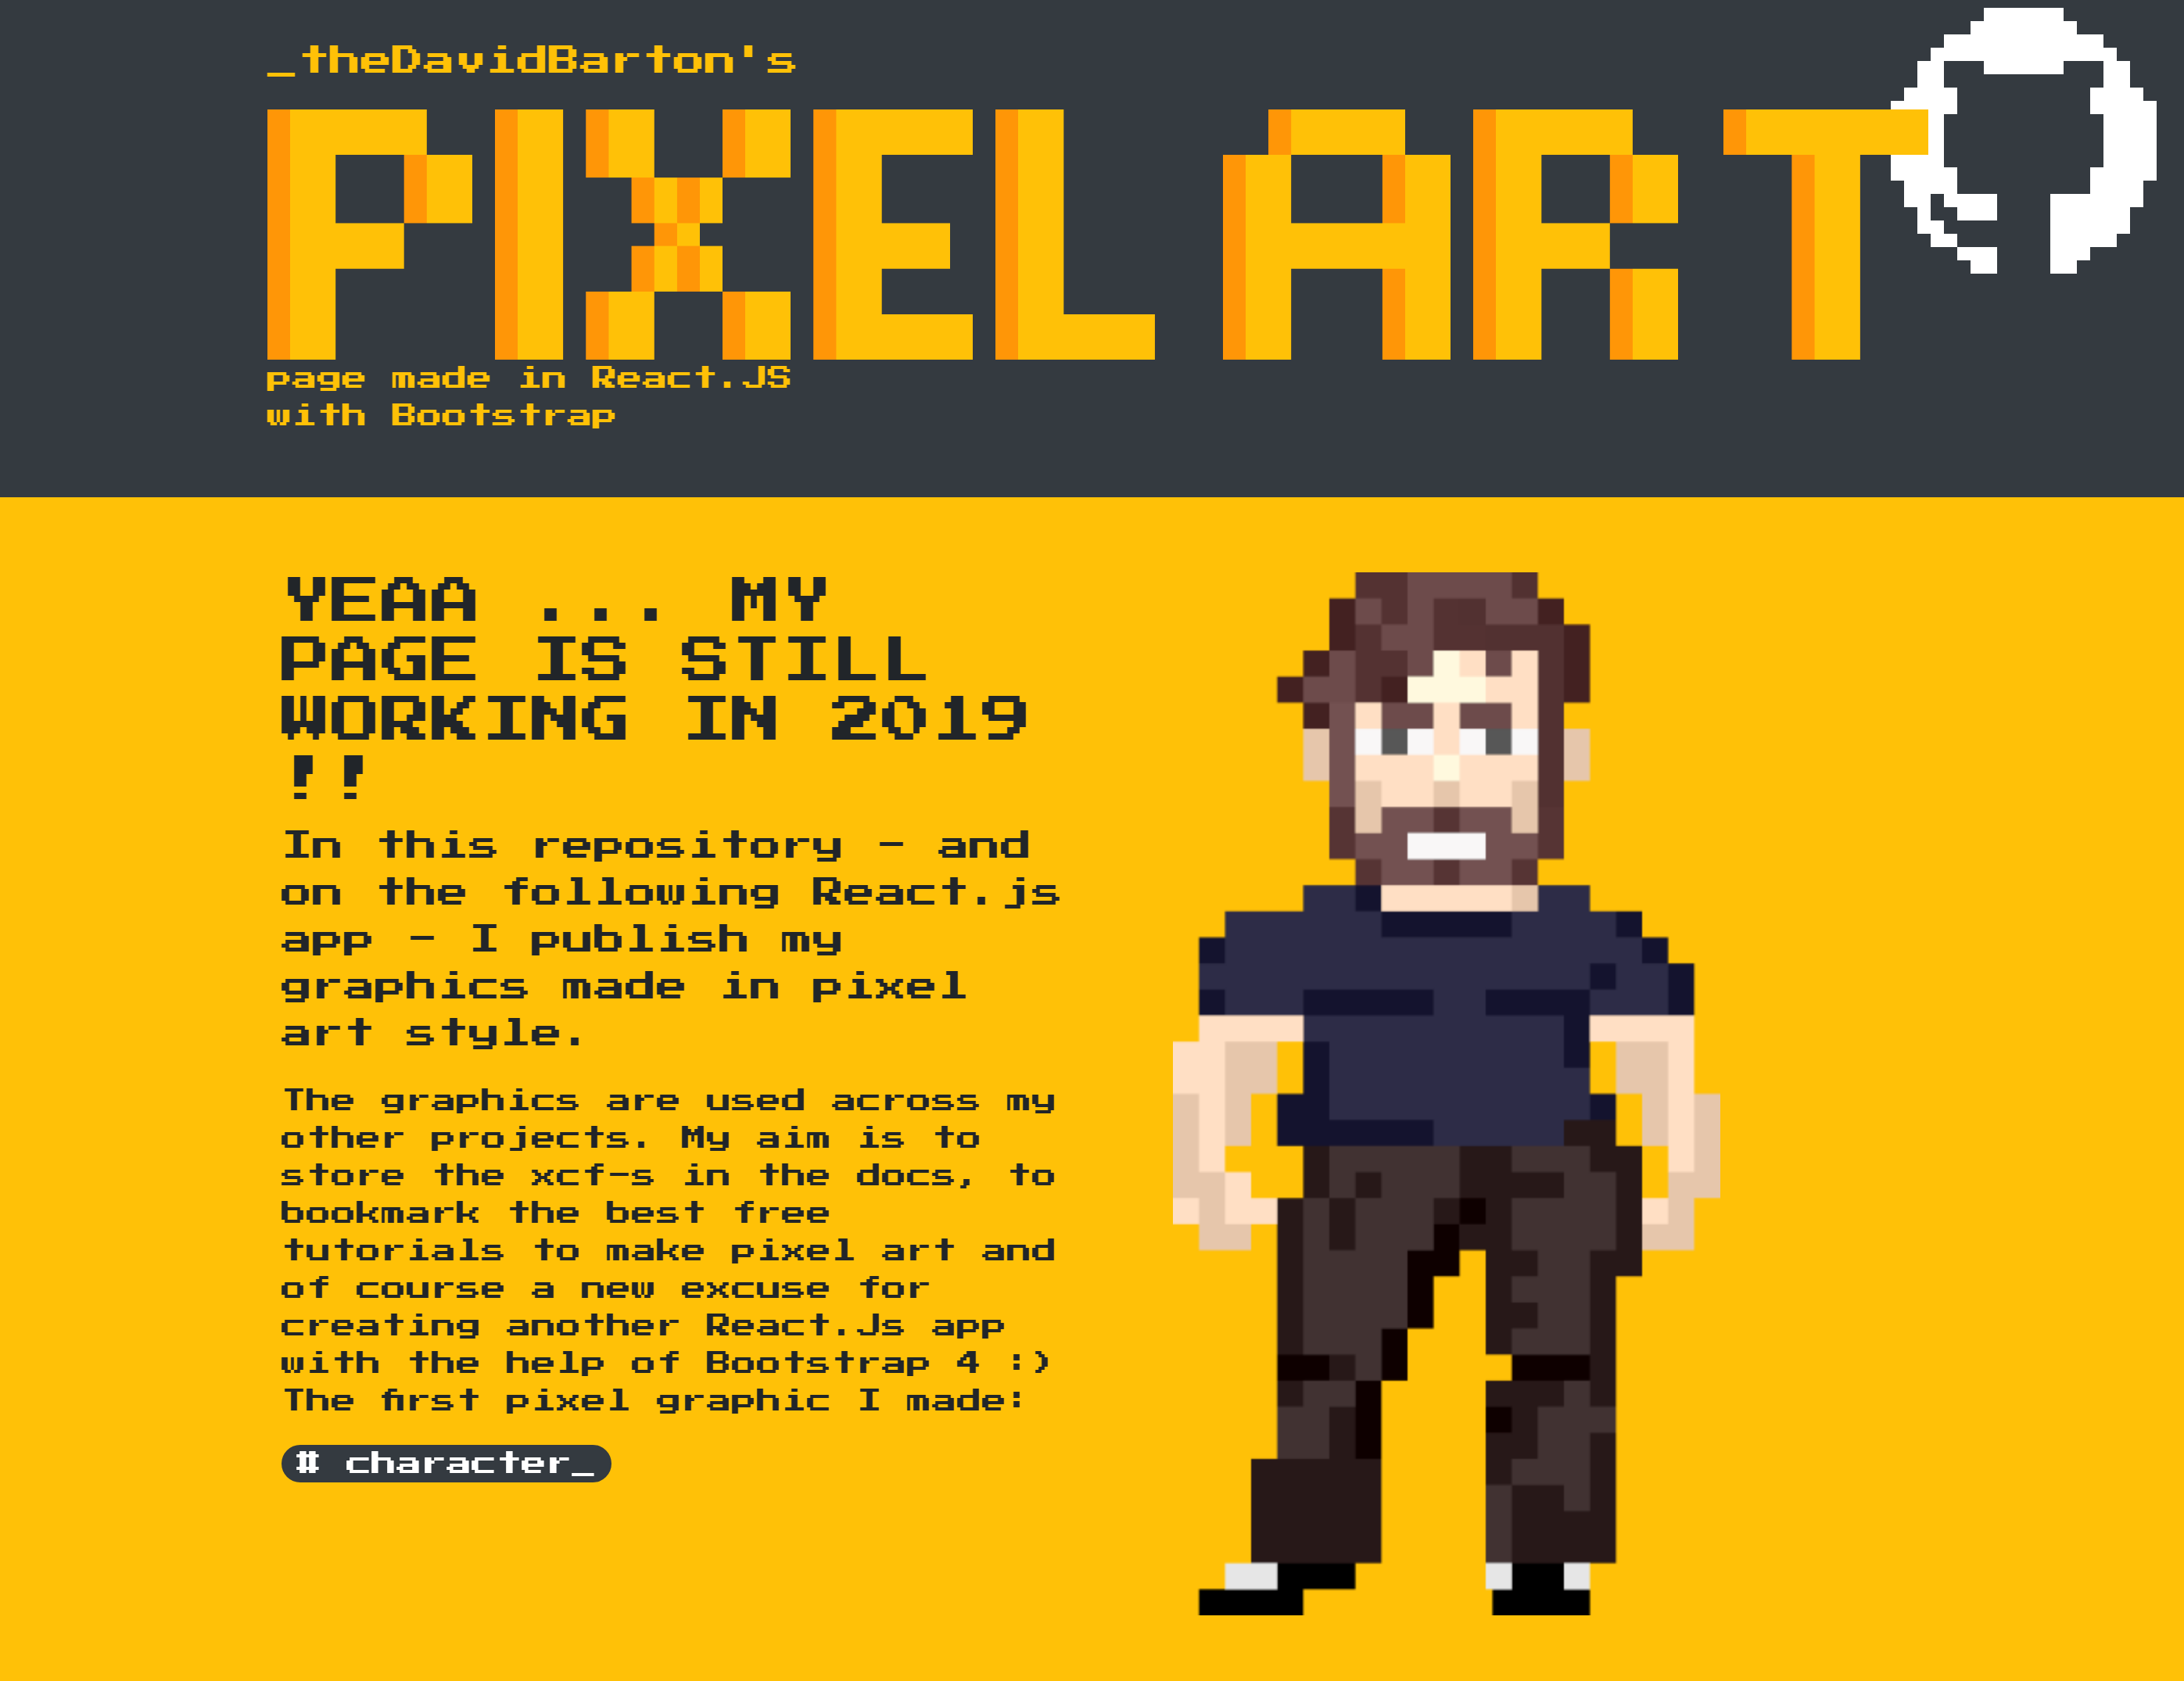 _theDavidBarton's
PIXEL ART
page made in React.JS
with Bootstrap
YEAA ... MY
PAGE IS STILL
WORKING IN 2019
!!
In this repository - and
on the following React.js
app - I publish my
graphics made in pixel
art style.
The graphics are used across my
other projects. My aim is to
store the xcf-s in the docs, to
bookmark the best free
tutorials to make pixel art and
of course a new excuse for
creating another React.Js app
with the help of Bootstrap 4 :)
The first pixel graphic I made:
# character_